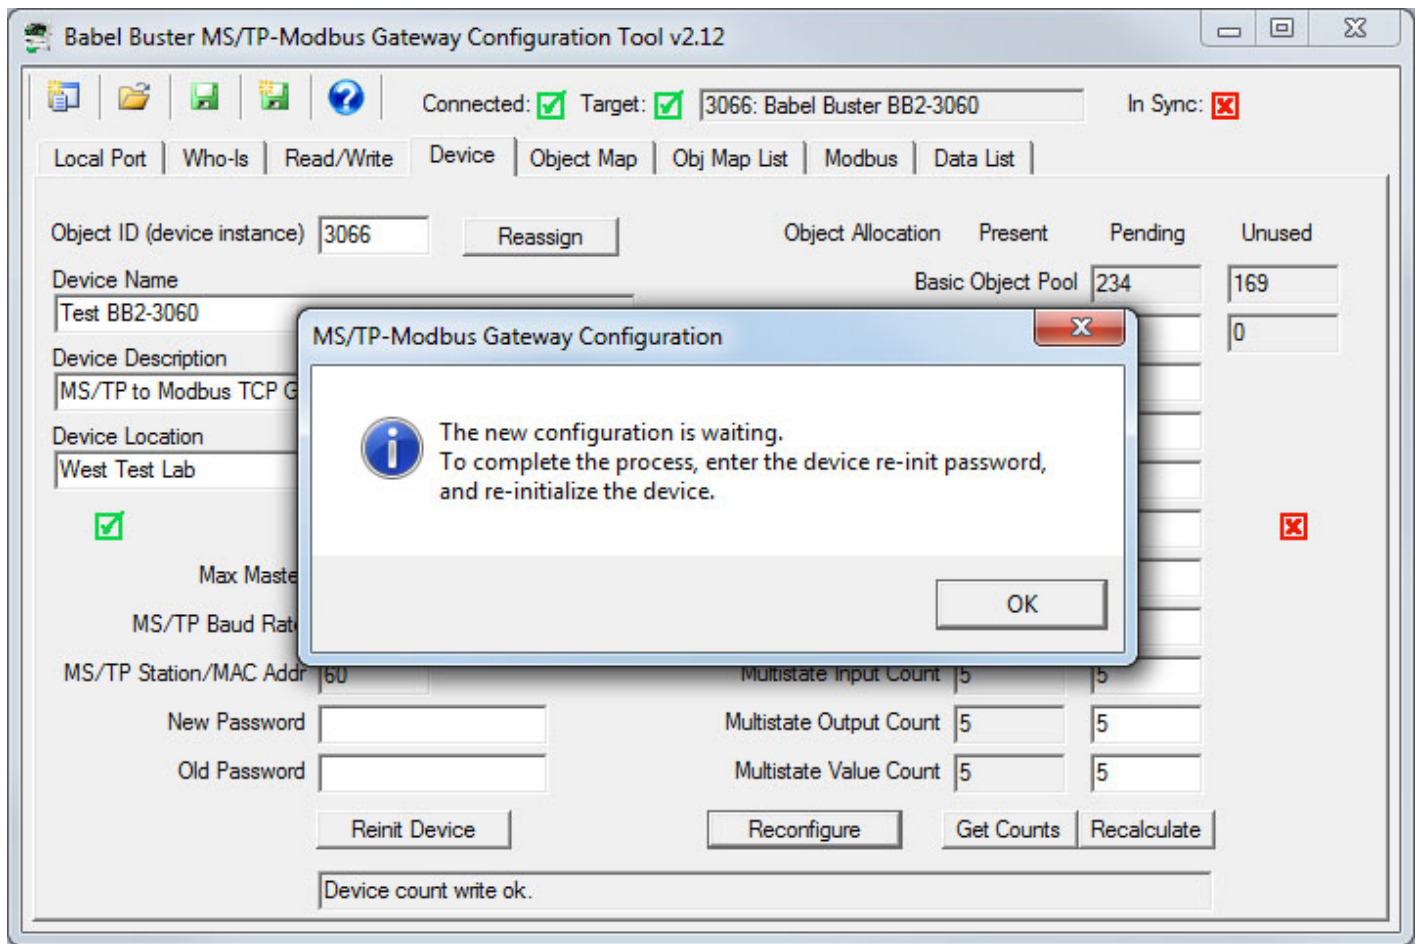 Babel Buster MS/TP-Modbus Gateway Configuration Tool v2.12
Connected: Target: 3066: Babel Buster BB2-3060 In Sync:
Local Port Who-Is Read/Write Device Object Map Obj Map List Modbus Data List
Object ID (device instance) 3066 Reassign Object Allocation Present Pending Unused
Device Name Basic Object Pool 234 169
Test BB2-3060 0
MS/TP-Modbus Gateway Configuration
Device Description
MS/TP to Modbus TCP G
Device Location
West Test Lab
The new configuration is waiting.
To complete the process, enter the device re-init password,
and re-initialize the device.
OK
Max Maste
MS/TP Baud Rat
MS/TP Station/MAC Addr 60 Multistate Input Count 5 5
New Password Multistate Output Count 5 5
Old Password Multistate Value Count 5 5
Reinit Device Reconfigure Get Counts Recalculate
Device count write ok.